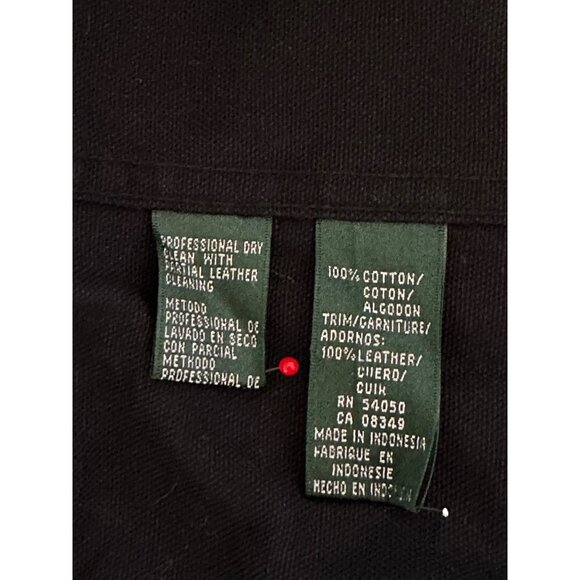 PROFESSIONAL DRY
CLEAN WITH
PARTIAL LEATHER
CLEANING
METODO
PROFESSIONAL DE
LAVADO EN SECO
CON PARCIAL
METHODO
PROFESSIONAL DE
100% COTTON/
COTON/
ALGODON
TRIM/GARNITURE/
ADORNOS:
100% LEATHER/
CUERO/
CUIR
RN 54050
CA 08349
MADE IN INDONESIA
FABRIQUE EN
INDONESIE
HECHO EN